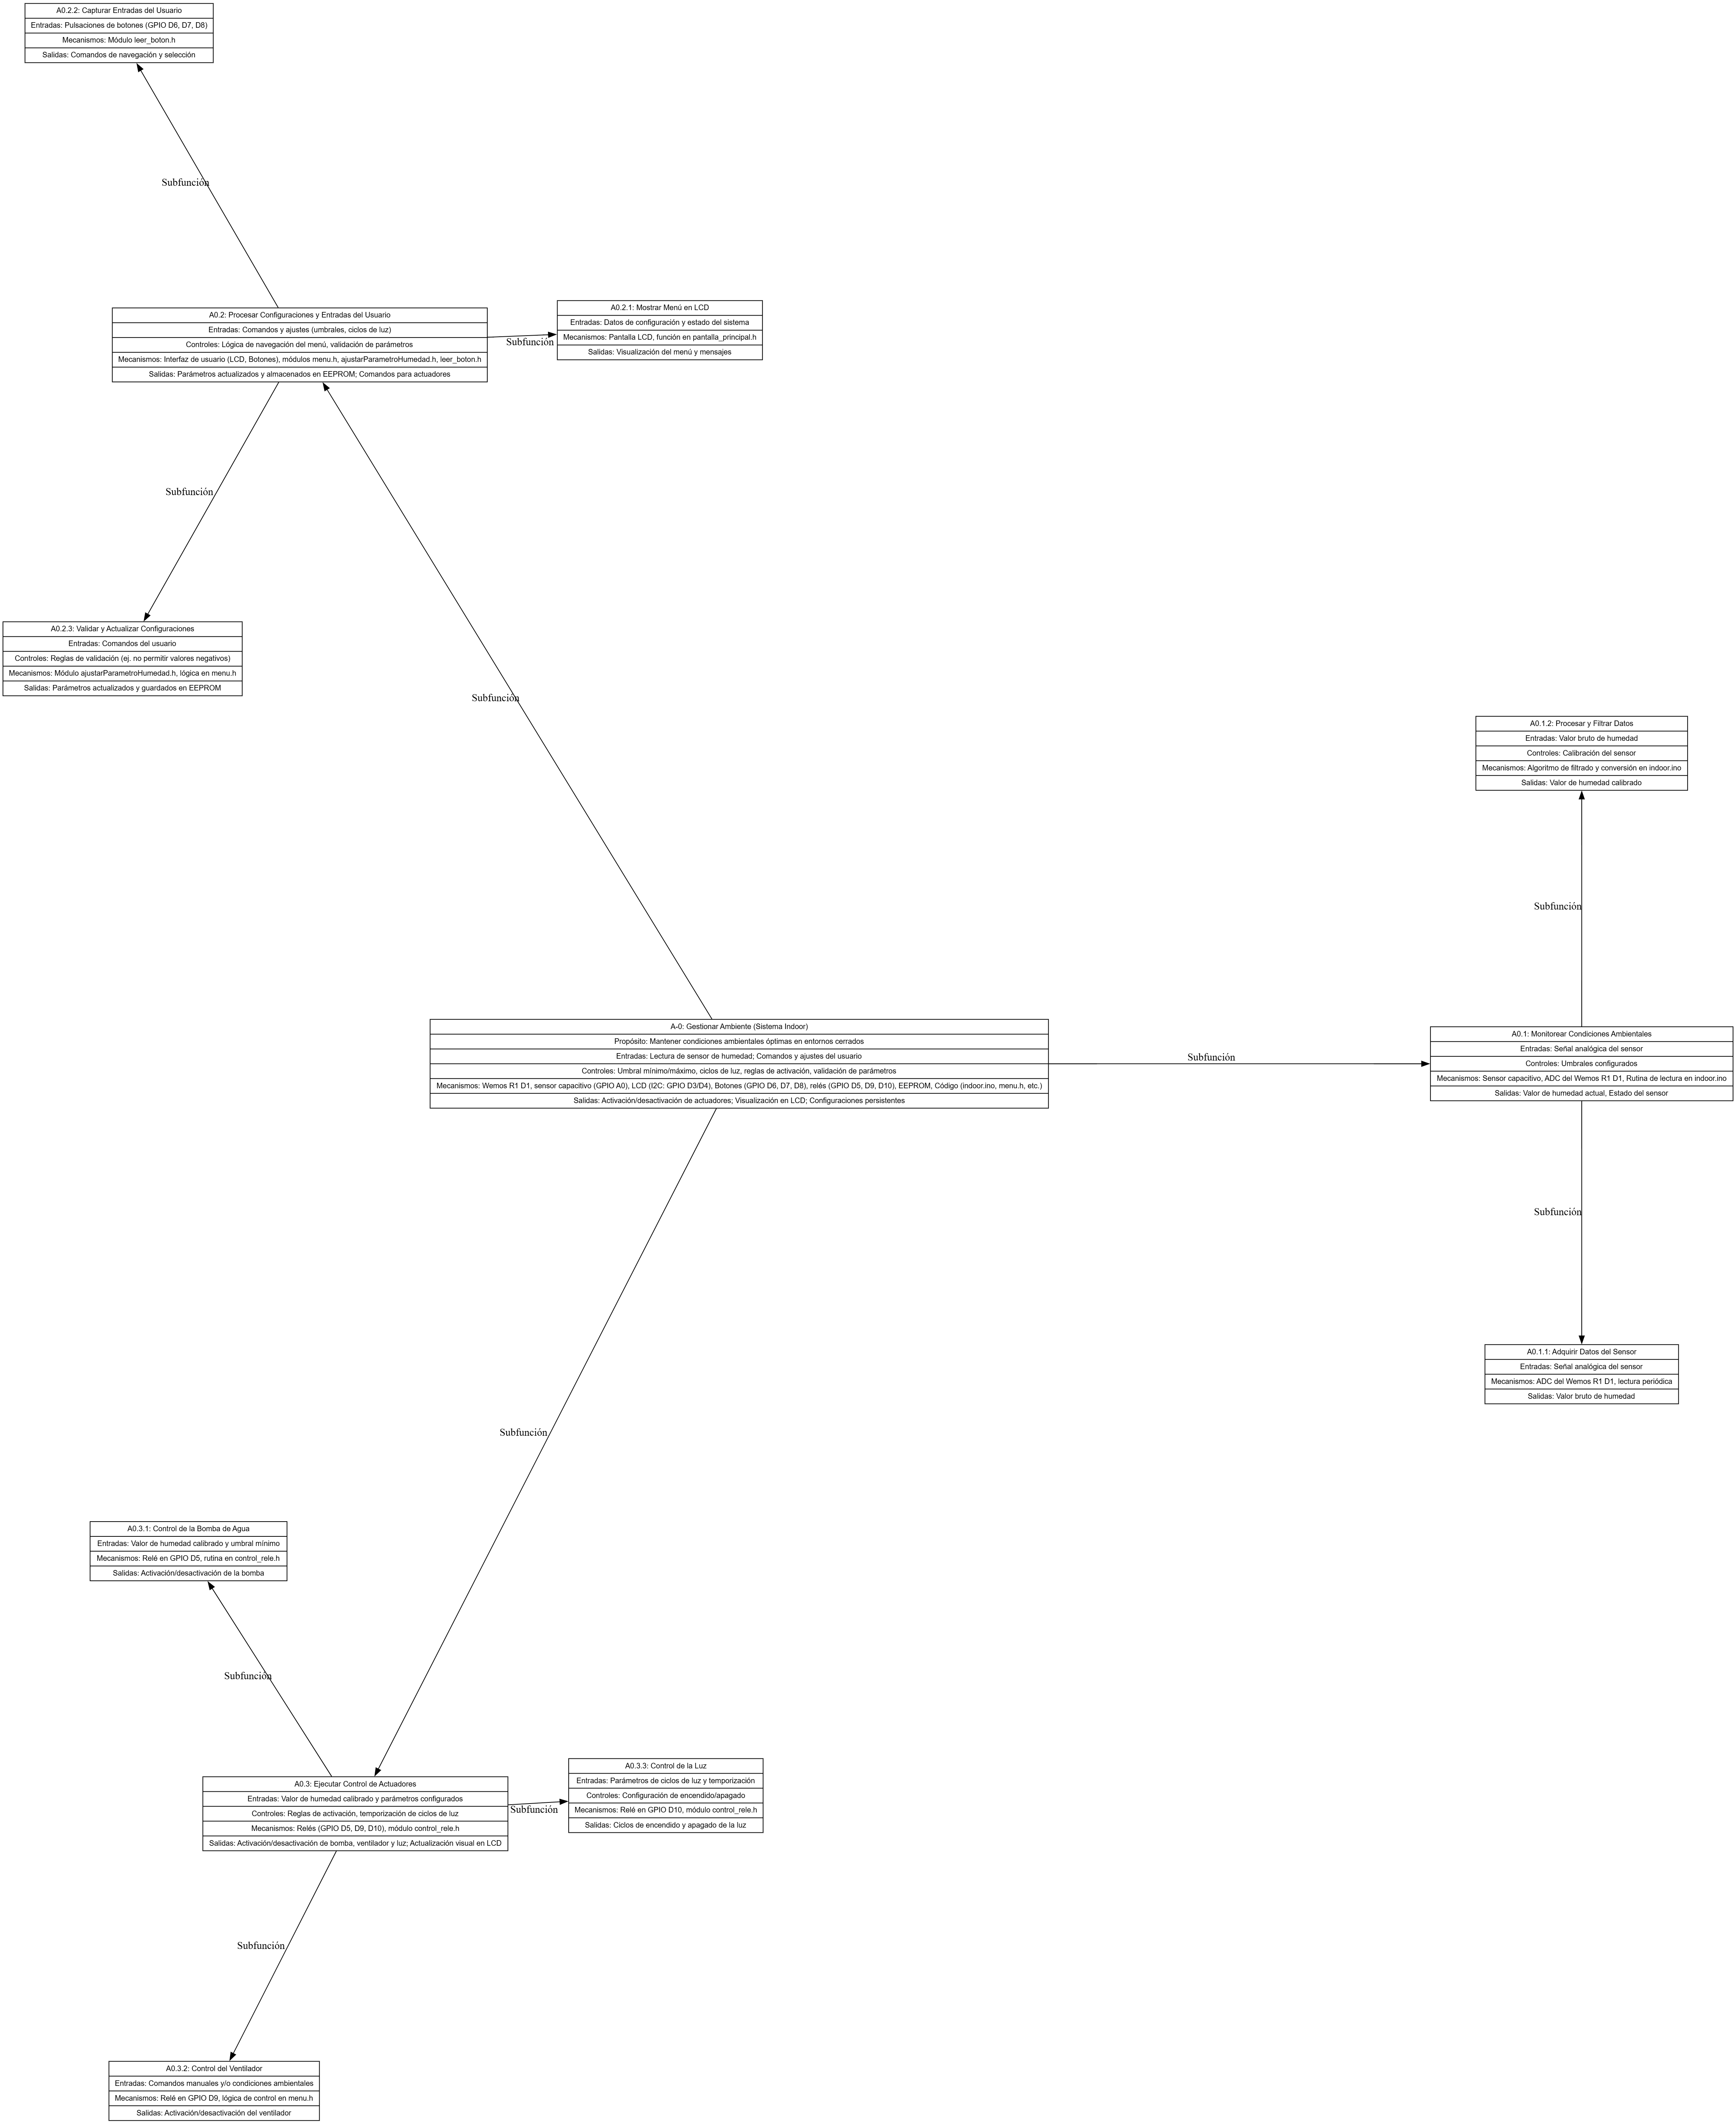 A0.2.2: Capturar Entradas del Usuario
Entradas: Pulsaciones de botones (GPIO D6, D7, D8)
Mecanismos: Módulo leer_boton.h
Salidas: Comandos de navegación y selección
Subfunción
A0.2: Procesar Configuraciones y Entradas del Usuario
Entradas: Comandos y ajustes (umbrales, ciclos de luz)
Controles: Lógica de navegación del menú, validación de parámetros
Mecanismos: Interfaz de usuario (LCD, Botones), módulos menu.h, ajustarParametroHumedad.h, leer_boton.h
Salidas: Parámetros actualizados y almacenados en EEPROM; Comandos para actuadores
Subfunción
A0.2.1: Mostrar Menú en LCD
Entradas: Datos de configuración y estado del sistema
Mecanismos: Pantalla LCD, función en pantalla_principal.h
Salidas: Visualización del menú y mensajes
Subfunción
A0.2.3: Validar y Actualizar Configuraciones
Entradas: Comandos del usuario
Controles: Reglas de validación (ej. no permitir valores negativos)
Mecanismos: Módulo ajustarParametroHumedad.h, lógica en menu.h
Salidas: Parámetros actualizados y guardados en EEPROM
Subfunción
A0.1.2: Procesar y Filtrar Datos
Entradas: Valor bruto de humedad
Controles: Calibración del sensor
Mecanismos: Algoritmo de filtrado y conversión en indoor.ino
Salidas: Valor de humedad calibrado
Subfunción
A-0: Gestionar Ambiente (Sistema Indoor)
Propósito: Mantener condiciones ambientales óptimas en entornos cerrados
Entradas: Lectura de sensor de humedad; Comandos y ajustes del usuario
Controles: Umbral mínimo/máximo, ciclos de luz, reglas de activación, validación de parámetros
Mecanismos: Wemos R1 D1, sensor capacitivo (GPIO A0), LCD (I2C: GPIO D3/D4), Botones (GPIO D6, D7, D8), relés (GPIO D5, D9, D10), EEPROM, Código (indoor.ino, menu.h, etc.)
Salidas: Activación/desactivación de actuadores; Visualización en LCD; Configuraciones persistentes
Subfunción
A0.1: Monitorear Condiciones Ambientales
Entradas: Señal analógica del sensor
Controles: Umbrales configurados
Mecanismos: Sensor capacitivo, ADC del Wemos R1 D1, Rutina de lectura en indoor.ino
Salidas: Valor de humedad actual, Estado del sensor
Subfunción
A0.1.1: Adquirir Datos del Sensor
Entradas: Señal analógica del sensor
Mecanismos: ADC del Wemos R1 D1, lectura periódica
Salidas: Valor bruto de humedad
Subfunción
A0.3.1: Control de la Bomba de Agua
Entradas: Valor de humedad calibrado y umbral mínimo
Mecanismos: Relé en GPIO D5, rutina en control_rele.h
Salidas: Activación/desactivación de la bomba
Subfunción
A0.3: Ejecutar Control de Actuadores
Entradas: Valor de humedad calibrado y parámetros configurados
Controles: Reglas de activación, temporización de ciclos de luz
Mecanismos: Relés (GPIO D5, D9, D10), módulo control_rele.h
Salidas: Activación/desactivación de bomba, ventilador y luz; Actualización visual en LCD
Subfunción
A0.3.3: Control de la Luz
Entradas: Parámetros de ciclos de luz y temporización
Controles: Configuración de encendido/apagado
Mecanismos: Relé en GPIO D10, módulo control_rele.h
Salidas: Ciclos de encendido y apagado de la luz
Subfunción
A0.3.2: Control del Ventilador
Entradas: Comandos manuales y/o condiciones ambientales
Mecanismos: Relé en GPIO D9, lógica de control en menu.h
Salidas: Activación/desactivación del ventilador